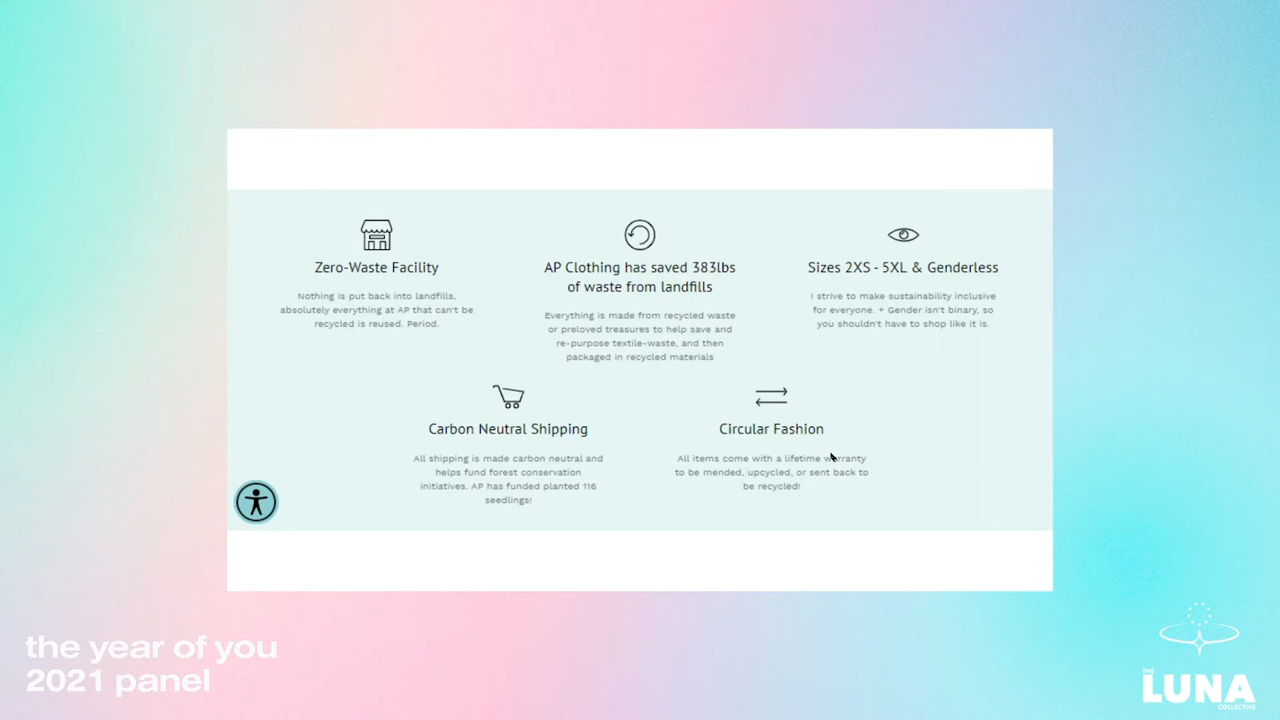 Zero-Waste Facility
Nothing is put back into landfills,
absolutely everything at AP that can't be
recycled is reused. Period.
AP Clothing has saved 383lbs
of waste from landfills
Everything is made from recycled waste
or preloved treasures to help save and
re-purpose textile-waste, and then
packaged in recycled materials
Sizes 2XS - 5XL & Genderless
I strive to make sustainability inclusive
for everyone. + Gender isn't binary, so
you shouldn't have to shop like it is.
Carbon Neutral Shipping
All shipping is made carbon neutral and
helps fund forest conservation
initiatives. AP has funded planted 116
seedlings!
Circular Fashion
All items come with a lifetime warranty
to be mended, upcycled, or sent back to
be recycled!
the year of you
2021 panel
THE
LUNA
COLLECTIVE